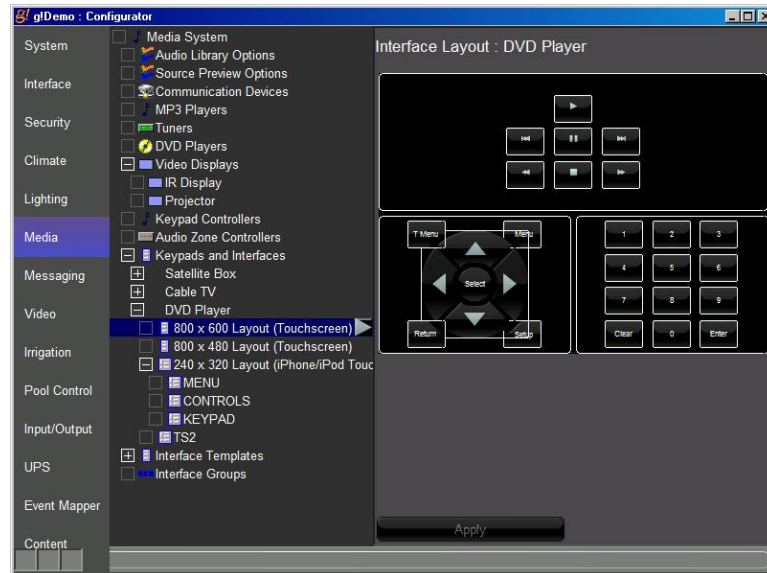 g! g!Demo : Configurator
System
Interface
Security
Climate
Lighting
Media
Messaging
Video
Irrigation
Pool Control
Input/Output
UPS
Event Mapper
Content
Media System
Audio Library Options
Source Preview Options
Communication Devices
MP3 Players
Tuners
DVD Players
Video Displays
IR Display
Projector
Keypad Controllers
Audio Zone Controllers
Keypads and Interfaces
Satellite Box
Cable TV
DVD Player
800 x 600 Layout (Touchscreen)
800 x 480 Layout (Touchscreen)
240 x 320 Layout (iPhone/iPod Touc
MENU
CONTROLS
KEYPAD
TS2
Interface Templates
Interface Groups
Interface Layout : DVD Player
T Menu
Menu
Select
Return
Setup
1 2 3
4 5 6
7 8 9
Clear 0 Enter
Apply